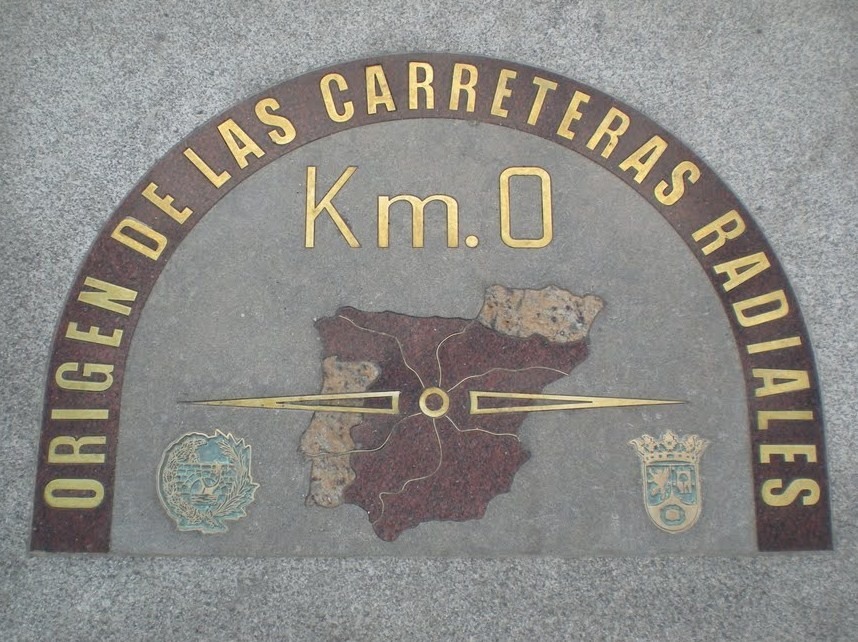 ORIGEN DE LAS CARRETERAS RADIALES
Km. 0